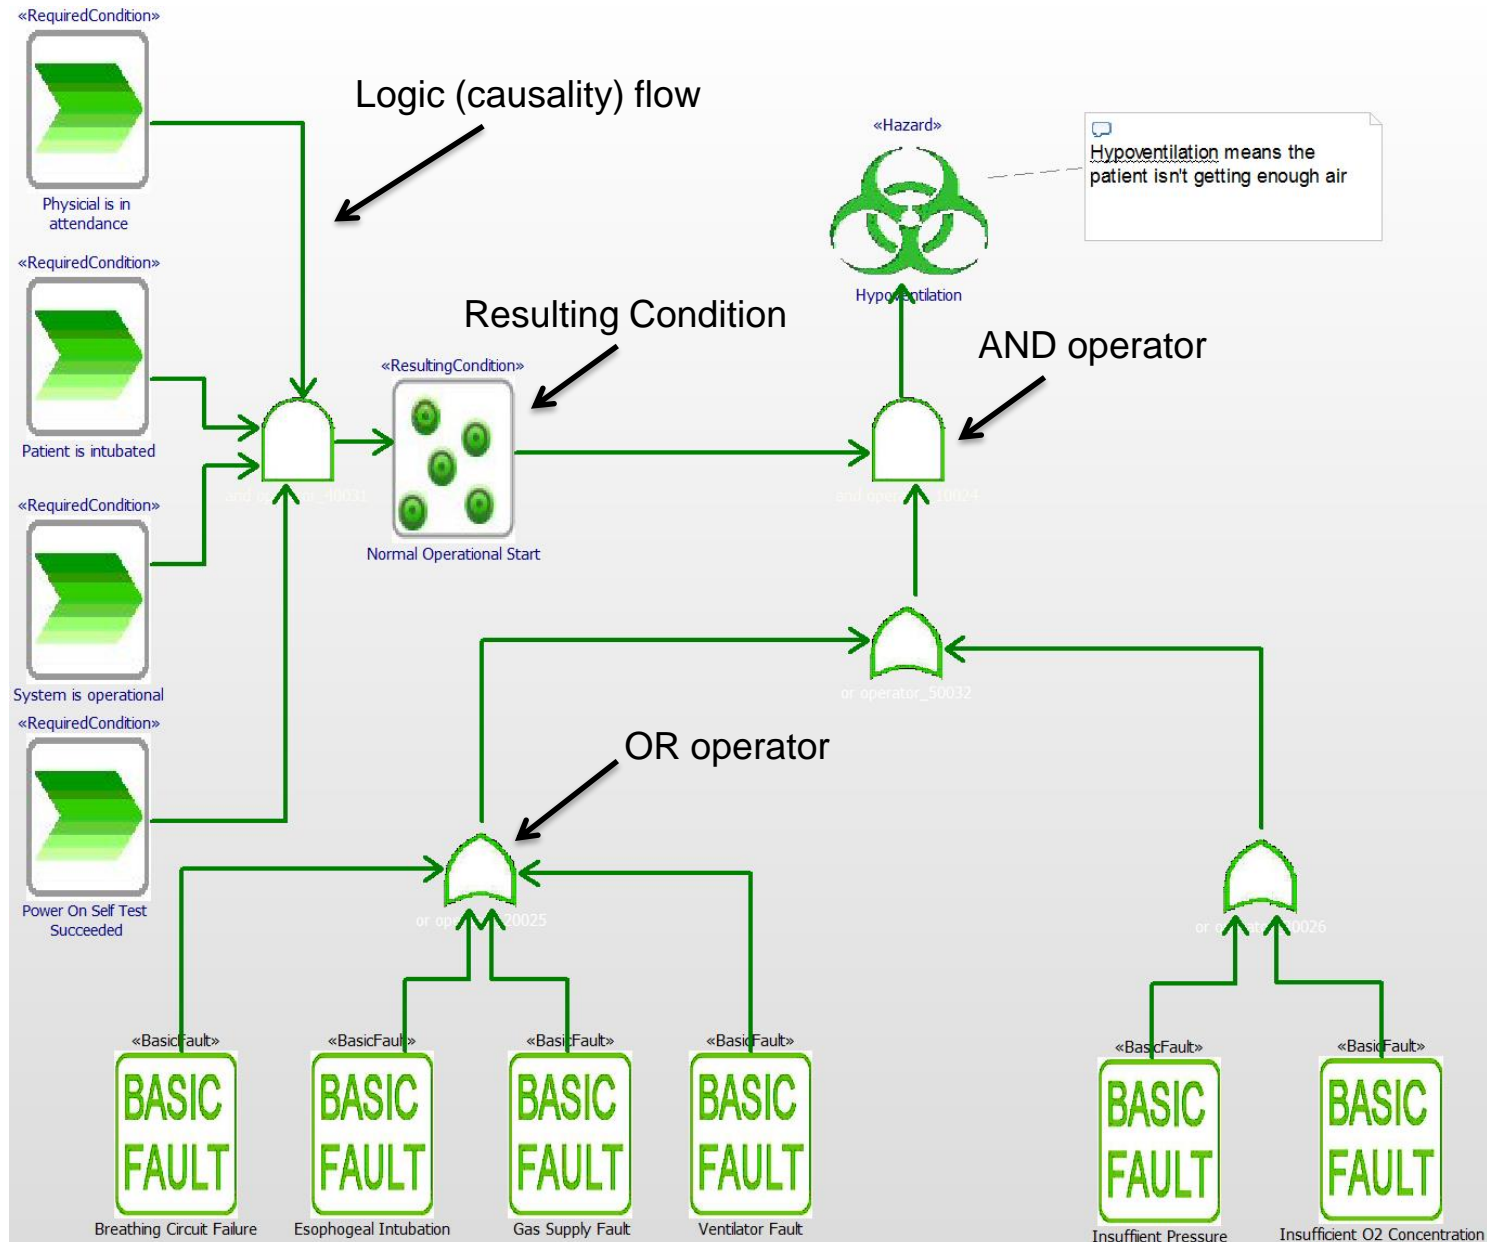 «RequiredCondition»
Physicial is in
attendance
Logic (causality) flow
«Hazard»
Hypoventilation means the
patient isn't getting enough air
Hypoventilation
«RequiredCondition»
Patient is intubated
Resulting Condition
«ResultingCondition»
AND operator
Normal Operational Start
«RequiredCondition»
System is operational
or operator_50032
«RequiredCondition»
Power On Self Test
Succeeded
OR operator
«BasicFault»
BASIC
FAULT
Breathing Circuit Failure
«BasicFault»
BASIC
FAULT
Esophogeal Intubation
«BasicFault»
BASIC
FAULT
Gas Supply Fault
«BasicFault»
BASIC
FAULT
Ventilator Fault
«BasicFault»
BASIC
FAULT
Insuffient Pressure
«BasicFault»
BASIC
FAULT
Insufficient O2 Concentration